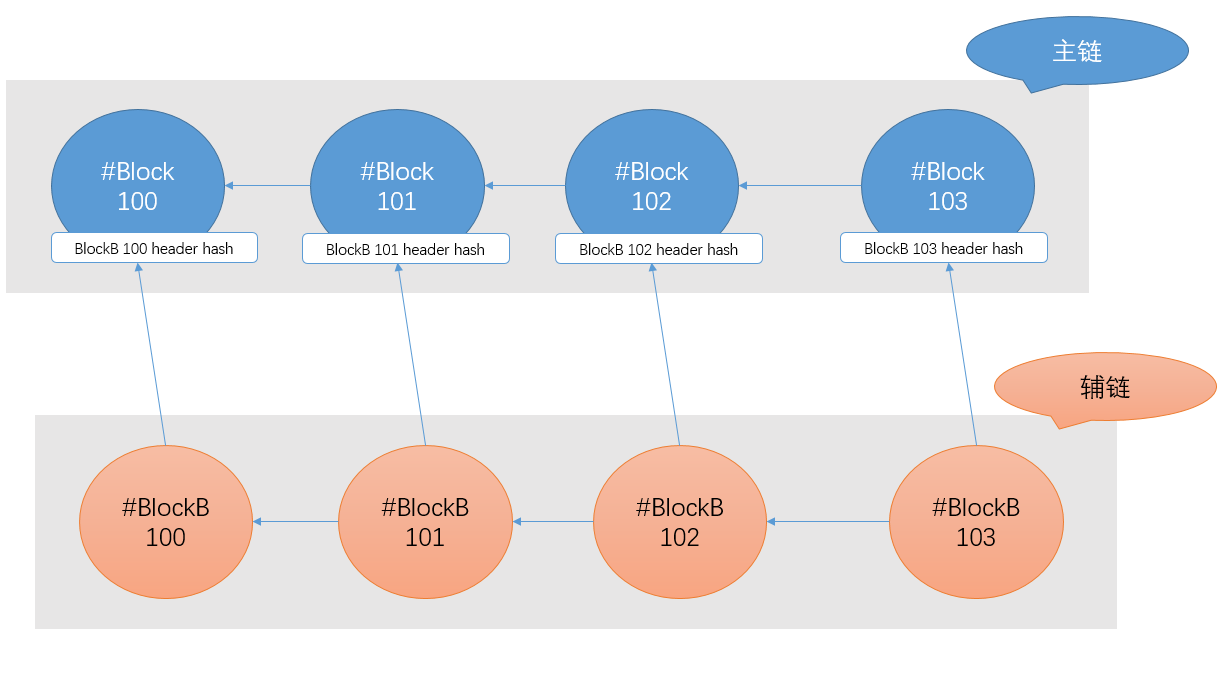 主链
#Block
100
#Block
101
#Block
102
#Block
103
BlockB 100 header hash
BlockB 101 header hash
BlockB 102 header hash
BlockB 103 header hash
辅链
#BlockB
100
#BlockB
101
#BlockB
102
#BlockB
103